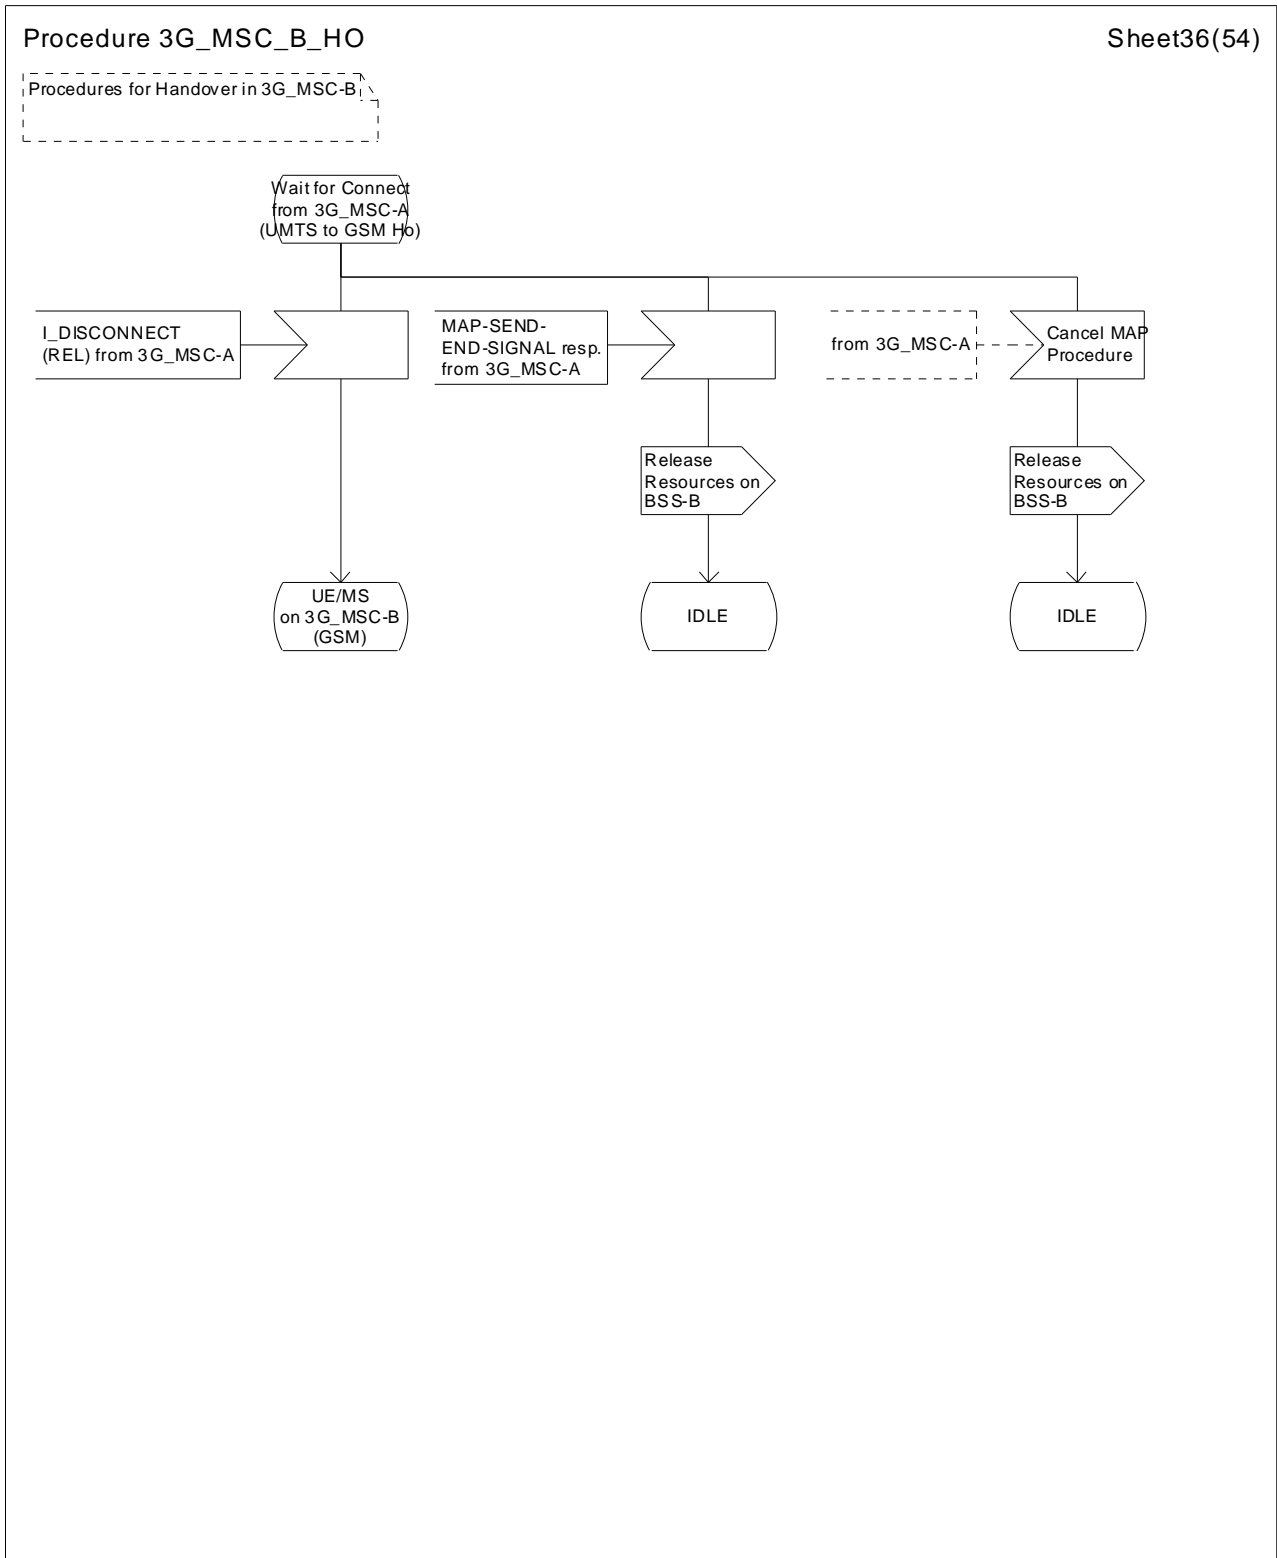 Procedure 3G_MSC_B_HO
Sheet36(54)
Procedures for Handover in 3G_MSC-B
Wait for Connect
from 3G_MSC-A
(UMTS to GSM Ho)
I_DISCONNECT
(REL) from 3G_MSC-A
MAP-SEND-
END-SIGNAL resp.
from 3G_MSC-A
from 3G_MSC-A
Cancel MAP
Procedure
Release
Resources on
BSS-B
Release
Resources on
BSS-B
UE/MS
on 3G_MSC-B
(GSM)
IDLE
IDLE